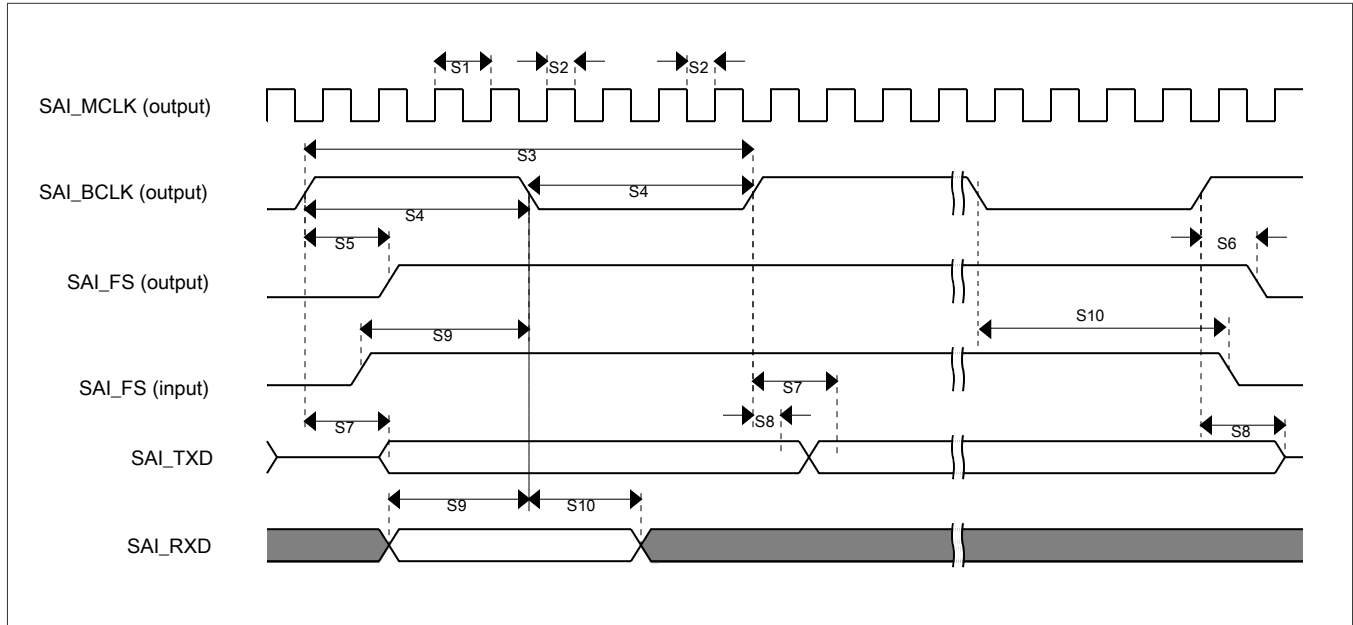 S1
S2
S2
SAI_MCLK (output)
S3
SAI_BCLK (output)
S4
S4
S5
S6
SAI_FS (output)
S9
S10
SAI_FS (input)
S7
S7
S8
S8
SAI_TXD
S9
S10
SAI_RXD